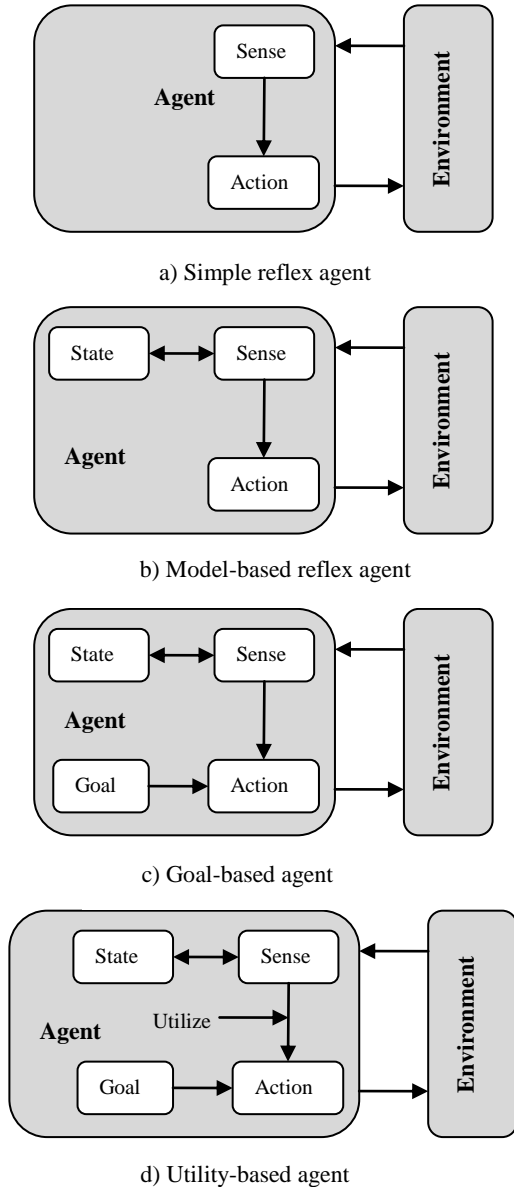 Sense
Agent
Environment
Action
a) Simple reflex agent
State
Sense
Agent
Environment
Action
b) Model-based reflex agent
State
Sense
Agent
Environment
Goal
Action
c) Goal-based agent
State
Sense
Utilize
Agent
Environment
Goal
Action
d) Utility-based agent